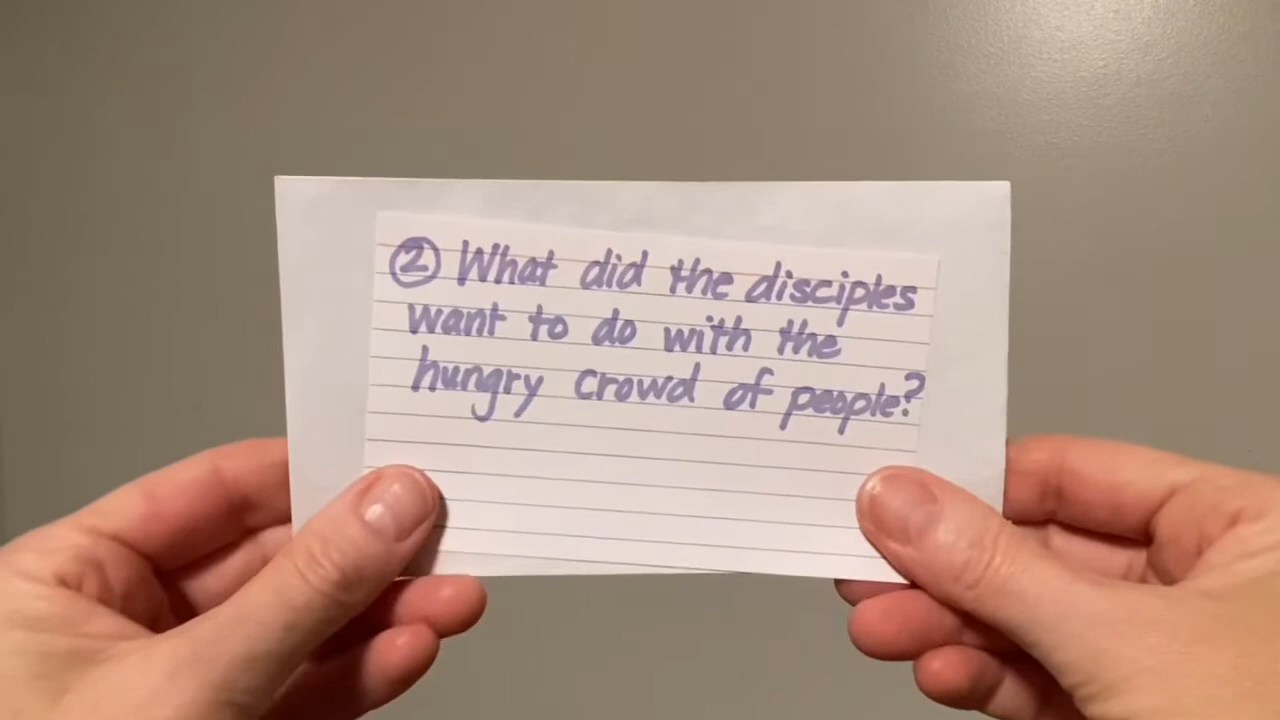 ② What did the disciples
want to do with the
hungry crowd of people?